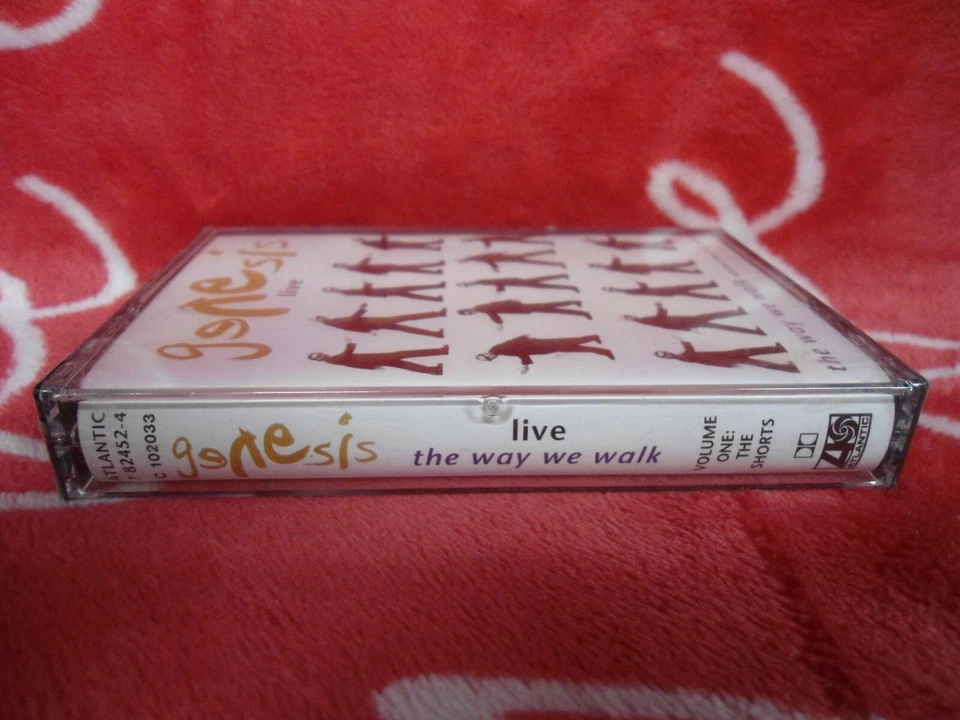 genesis
live
the way we walk
ATLANTIC
7 82452-4
C 102033
genesis
live
the way we walk
VOLUME
ONE:
THE
SHORTS
ATLANTIC